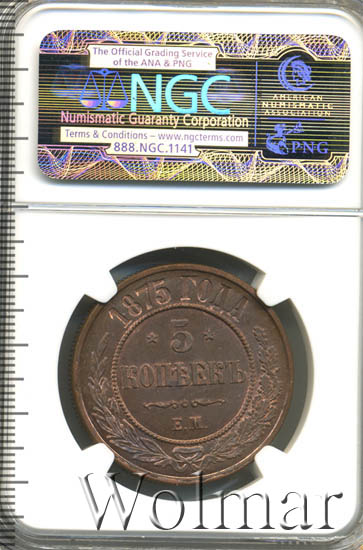 The Official Grading Service
of the ANA & PNG
NGC
Numismatic Guaranty Corporation
Terms & Conditions – www.ngcterms.com
888.NGC.1141
AMERICAN
NUMISMATIC
ASSOCIATION
PNG
1875 ГОДА
* 5 *
КОПѢЕКЪ
Е.М.
Wolmar